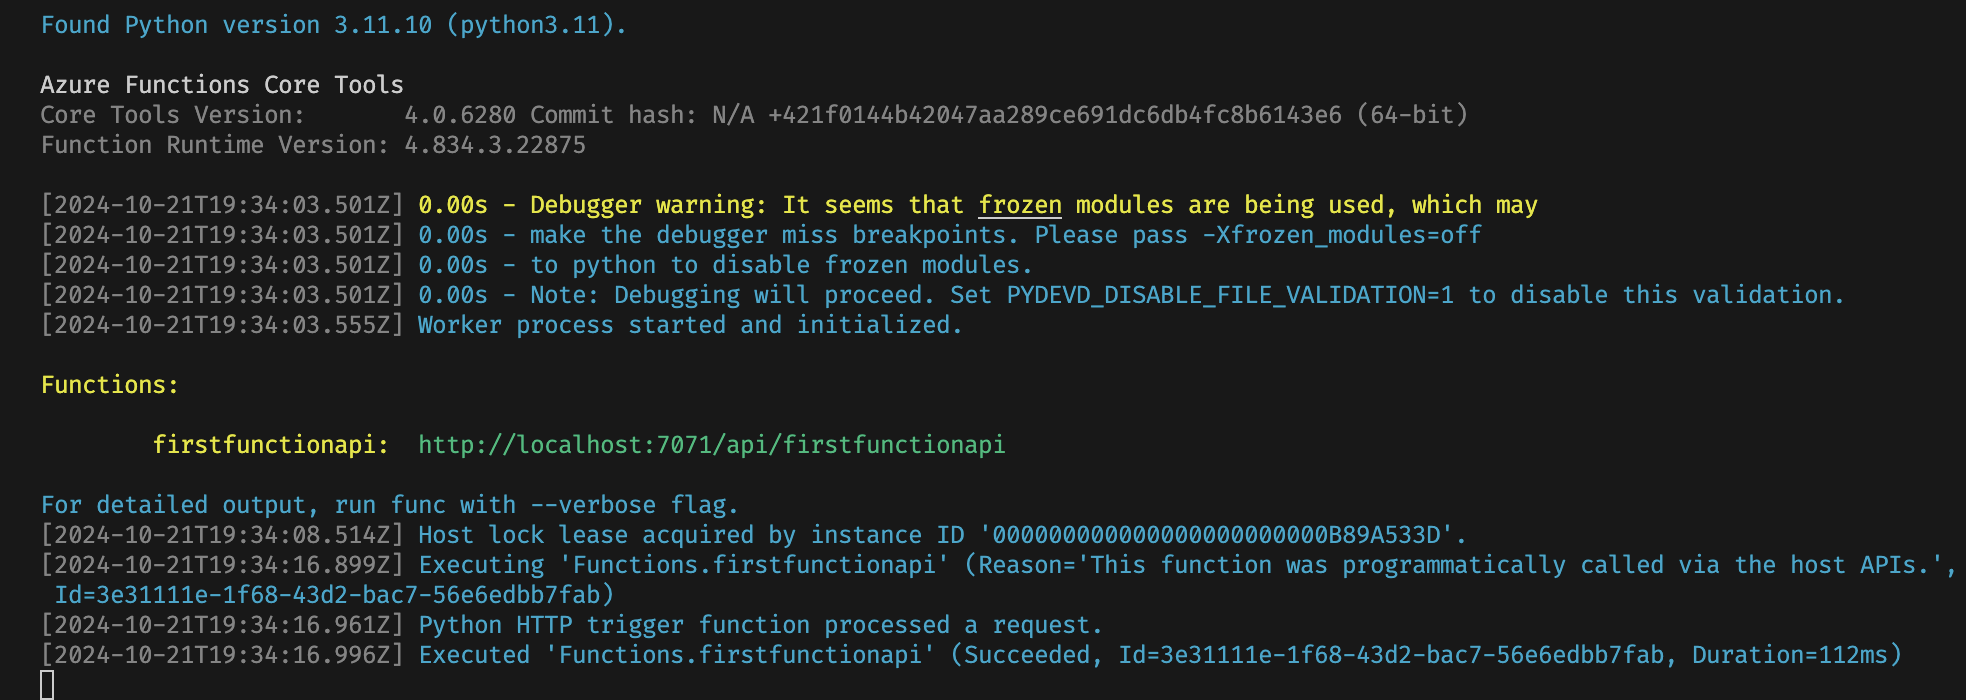 Found Python version 3.11.10 (python3.11).
Azure Functions Core Tools
Core Tools Version:       4.0.6280 Commit hash: N/A +421f0144b42047aa289ce691dc6db4fc8b6143e6 (64-bit)
Function Runtime Version: 4.834.3.22875
[2024-10-21T19:34:03.501Z] 0.00s - Debugger warning: It seems that frozen modules are being used, which may
[2024-10-21T19:34:03.501Z] 0.00s - make the debugger miss breakpoints. Please pass -Xfrozen_modules=off
[2024-10-21T19:34:03.501Z] 0.00s - to python to disable frozen modules.
[2024-10-21T19:34:03.501Z] 0.00s - Note: Debugging will proceed. Set PYDEVD_DISABLE_FILE_VALIDATION=1 to disable this validation.
[2024-10-21T19:34:03.555Z] Worker process started and initialized.
Functions:
firstfunctionapi:  http://localhost:7071/api/firstfunctionapi
For detailed output, run func with --verbose flag.
[2024-10-21T19:34:08.514Z] Host lock lease acquired by instance ID '000000000000000000000000B89A533D'.
[2024-10-21T19:34:16.899Z] Executing 'Functions.firstfunctionapi' (Reason='This function was programmatically called via the host APIs.',
Id=3e31111e-1f68-43d2-bac7-56e6edbb7fab)
[2024-10-21T19:34:16.961Z] Python HTTP trigger function processed a request.
[2024-10-21T19:34:16.996Z] Executed 'Functions.firstfunctionapi' (Succeeded, Id=3e31111e-1f68-43d2-bac7-56e6edbb7fab, Duration=112ms)